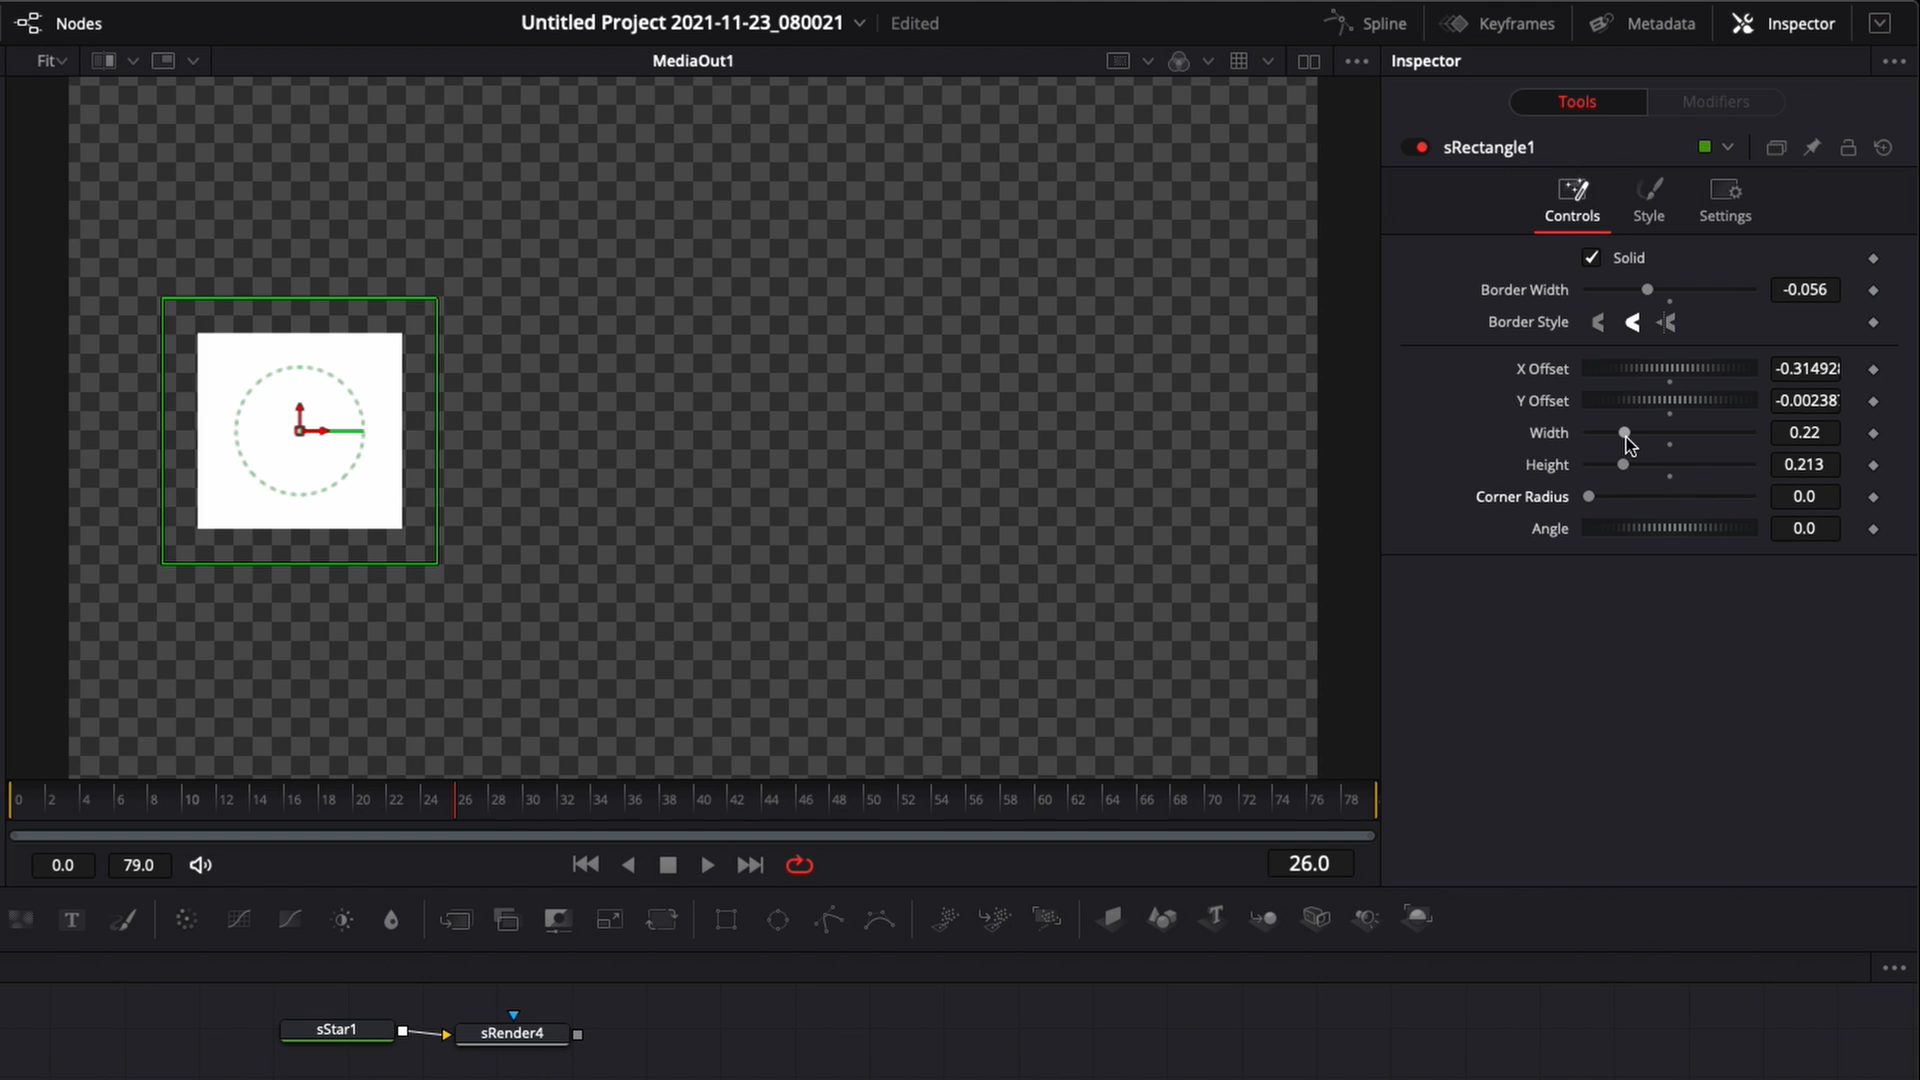 Nodes
Untitled Project 2021-11-23_080021
Edited
Spline
Keyframes
Metadata
Inspector
Fit
MediaOut1
Inspector
Tools
Modifiers
sRectangle1
Controls
Style
Settings
Solid
Border Width
-0.056
Border Style
X Offset
-0.31492
Y Offset
-0.00238
Width
0.22
Height
0.213
Corner Radius
0.0
Angle
0.0
0 2 4 6 8 10 12 14 16 18 20 22 24 26 28 30 32 34 36 38 40 42 44 46 48 50 52 54 56 58 60 62 64 66 68 70 72 74 76 78
0.0
79.0
26.0
T
sStar1
sRender4